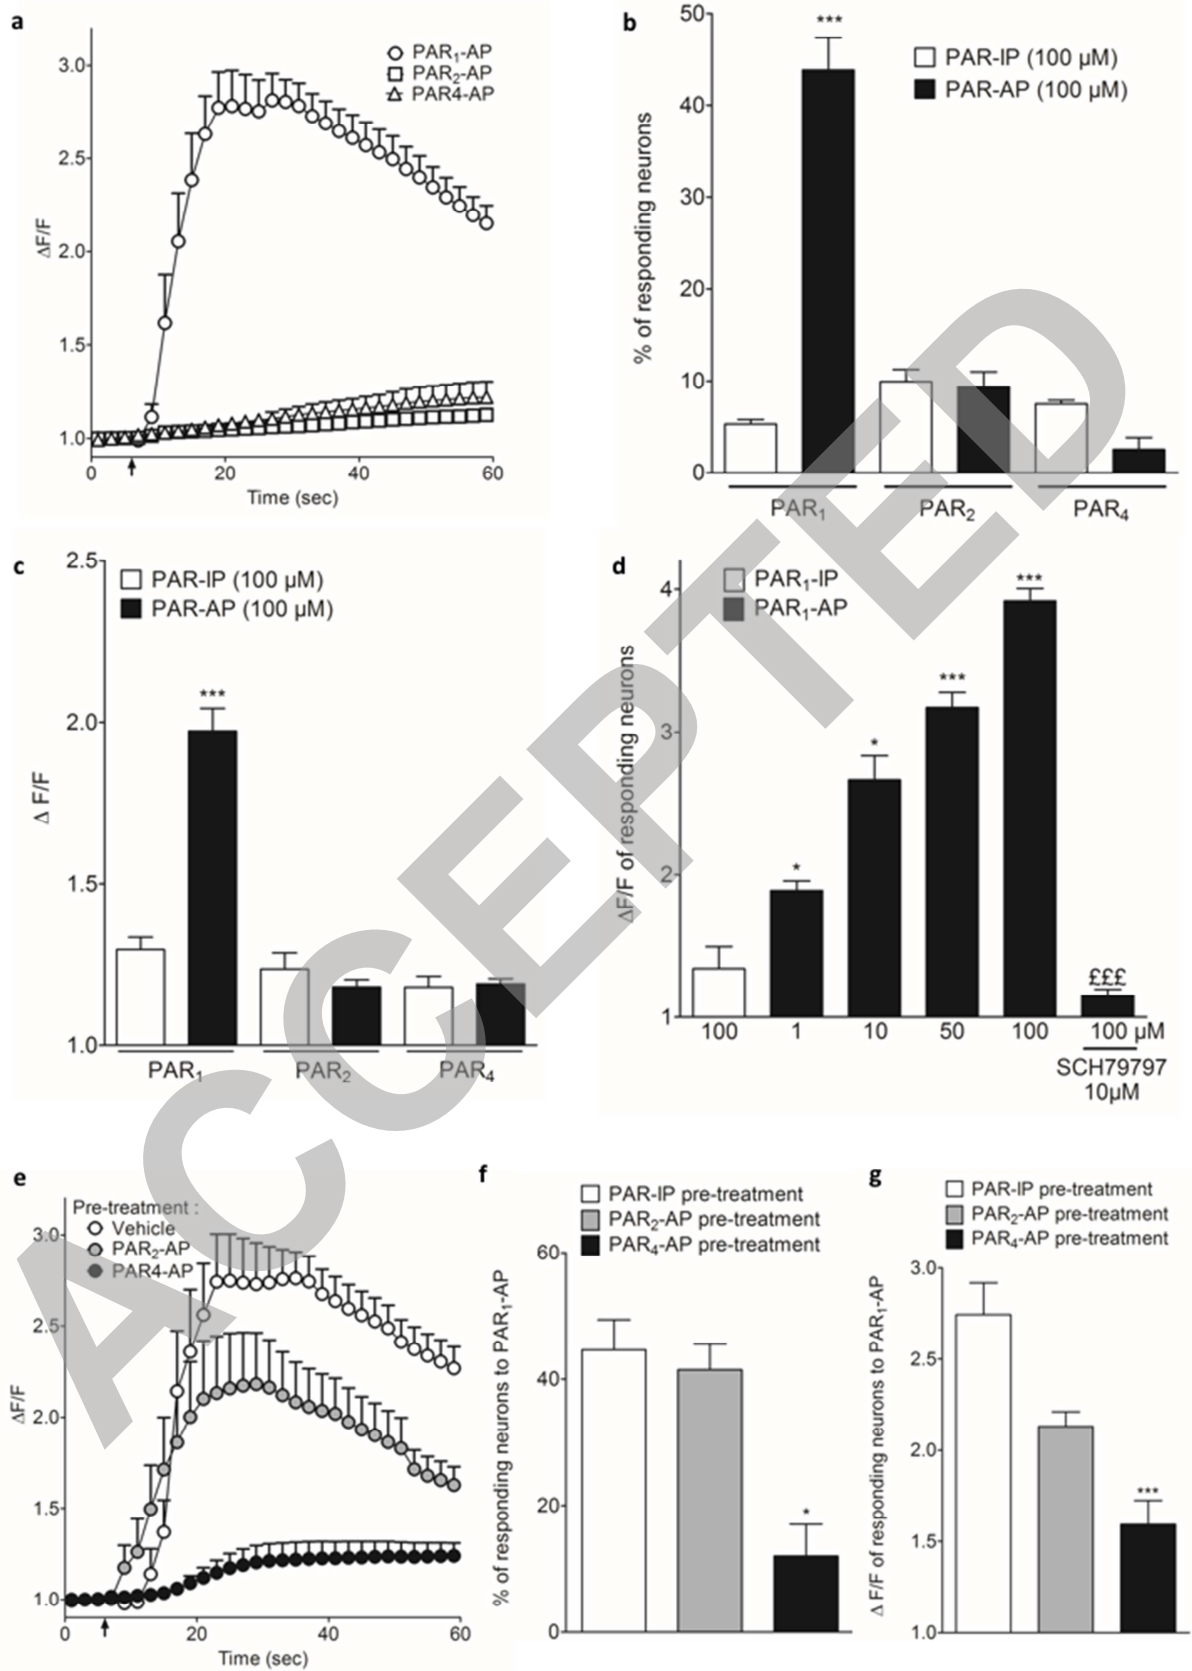 a
3.0
2.5
2.0
1.5
1.0
ΔF/F
0
20
40
60
Time (sec)
PAR1-AP
PAR2-AP
PAR4-AP
b
50
40
30
20
10
0
% of responding neurons
***
PAR-IP (100 µM)
PAR-AP (100 µM)
PAR1
PAR2
PAR4
c
2.5
2.0
1.5
1.0
Δ F/F
PAR-IP (100 µM)
PAR-AP (100 µM)
***
PAR1
PAR2
PAR4
d
4
3
2
1
ΔF/F of responding neurons
PAR1-IP
PAR1-AP
*
*
***
***
£££
100
1
10
50
100
100 µM
SCH79797
10µM
e
Pre-treatment :
Vehicle
PAR2-AP
PAR4-AP
3.0
2.5
2.0
1.5
1.0
ΔF/F
0
20
40
60
Time (sec)
f
PAR-IP pre-treatment
PAR2-AP pre-treatment
PAR4-AP pre-treatment
60
40
20
0
% of responding neurons to PAR1-AP
*
g
PAR-IP pre-treatment
PAR2-AP pre-treatment
PAR4-AP pre-treatment
3.0
2.5
2.0
1.5
1.0
Δ F/F of responding neurons to PAR1-AP
***
ACCEPTED